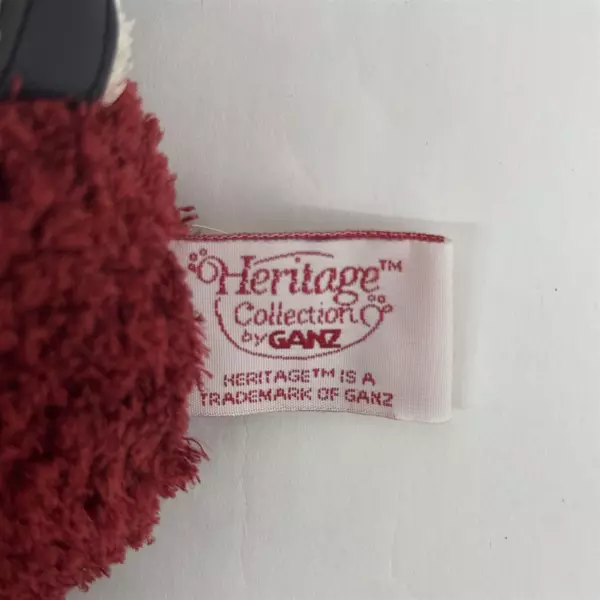 Heritage™
Collection
by GANZ
HERITAGE™ IS A
TRADEMARK OF GANZ